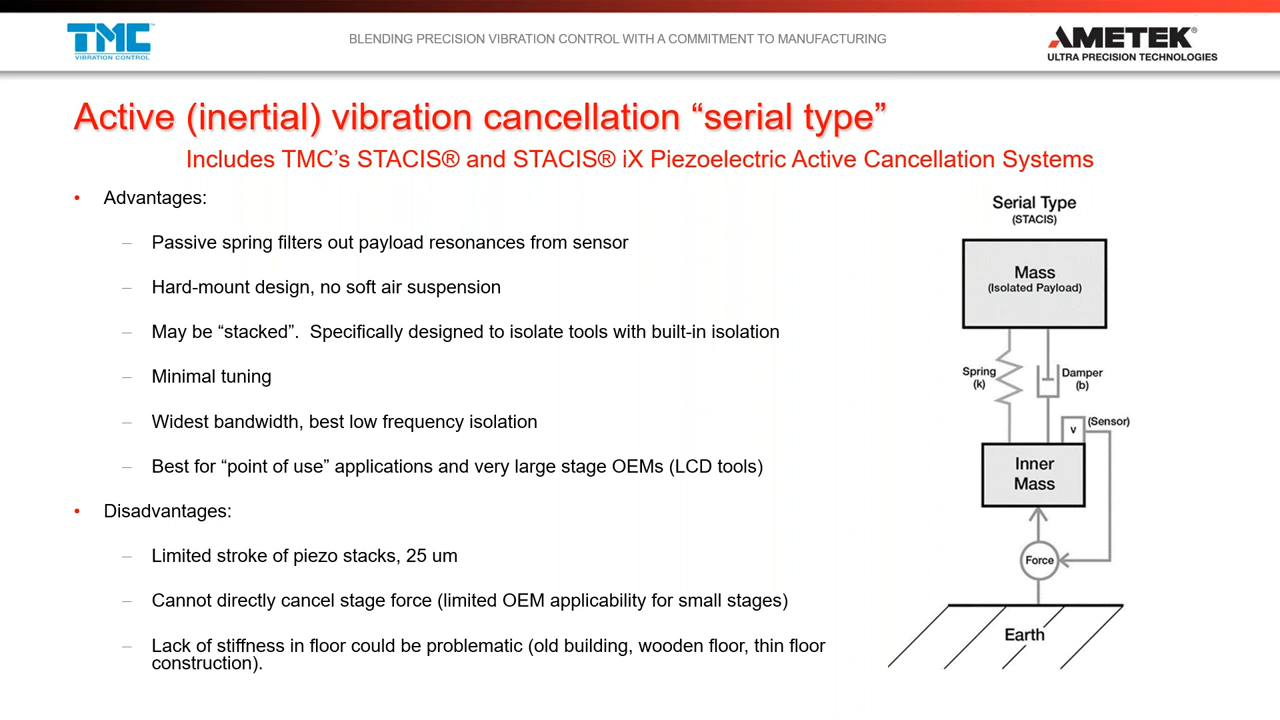 TMC™
VIBRATION CONTROL
BLENDING PRECISION VIBRATION CONTROL WITH A COMMITMENT TO MANUFACTURING
AMETEK®
ULTRA PRECISION TECHNOLOGIES
Active (inertial) vibration cancellation “serial type”
Includes TMC’s STACIS® and STACIS® iX Piezoelectric Active Cancellation Systems
• Advantages:
– Passive spring filters out payload resonances from sensor
– Hard-mount design, no soft air suspension
– May be “stacked”.  Specifically designed to isolate tools with built-in isolation
– Minimal tuning
– Widest bandwidth, best low frequency isolation
– Best for “point of use” applications and very large stage OEMs (LCD tools)
• Disadvantages:
– Limited stroke of piezo stacks, 25 um
– Cannot directly cancel stage force (limited OEM applicability for small stages)
– Lack of stiffness in floor could be problematic (old building, wooden floor, thin floor
construction).
Serial Type
(STACIS)
Mass
(Isolated Payload)
Spring
(k)
Damper
(b)
(Sensor)
v
Inner
Mass
Force
Earth